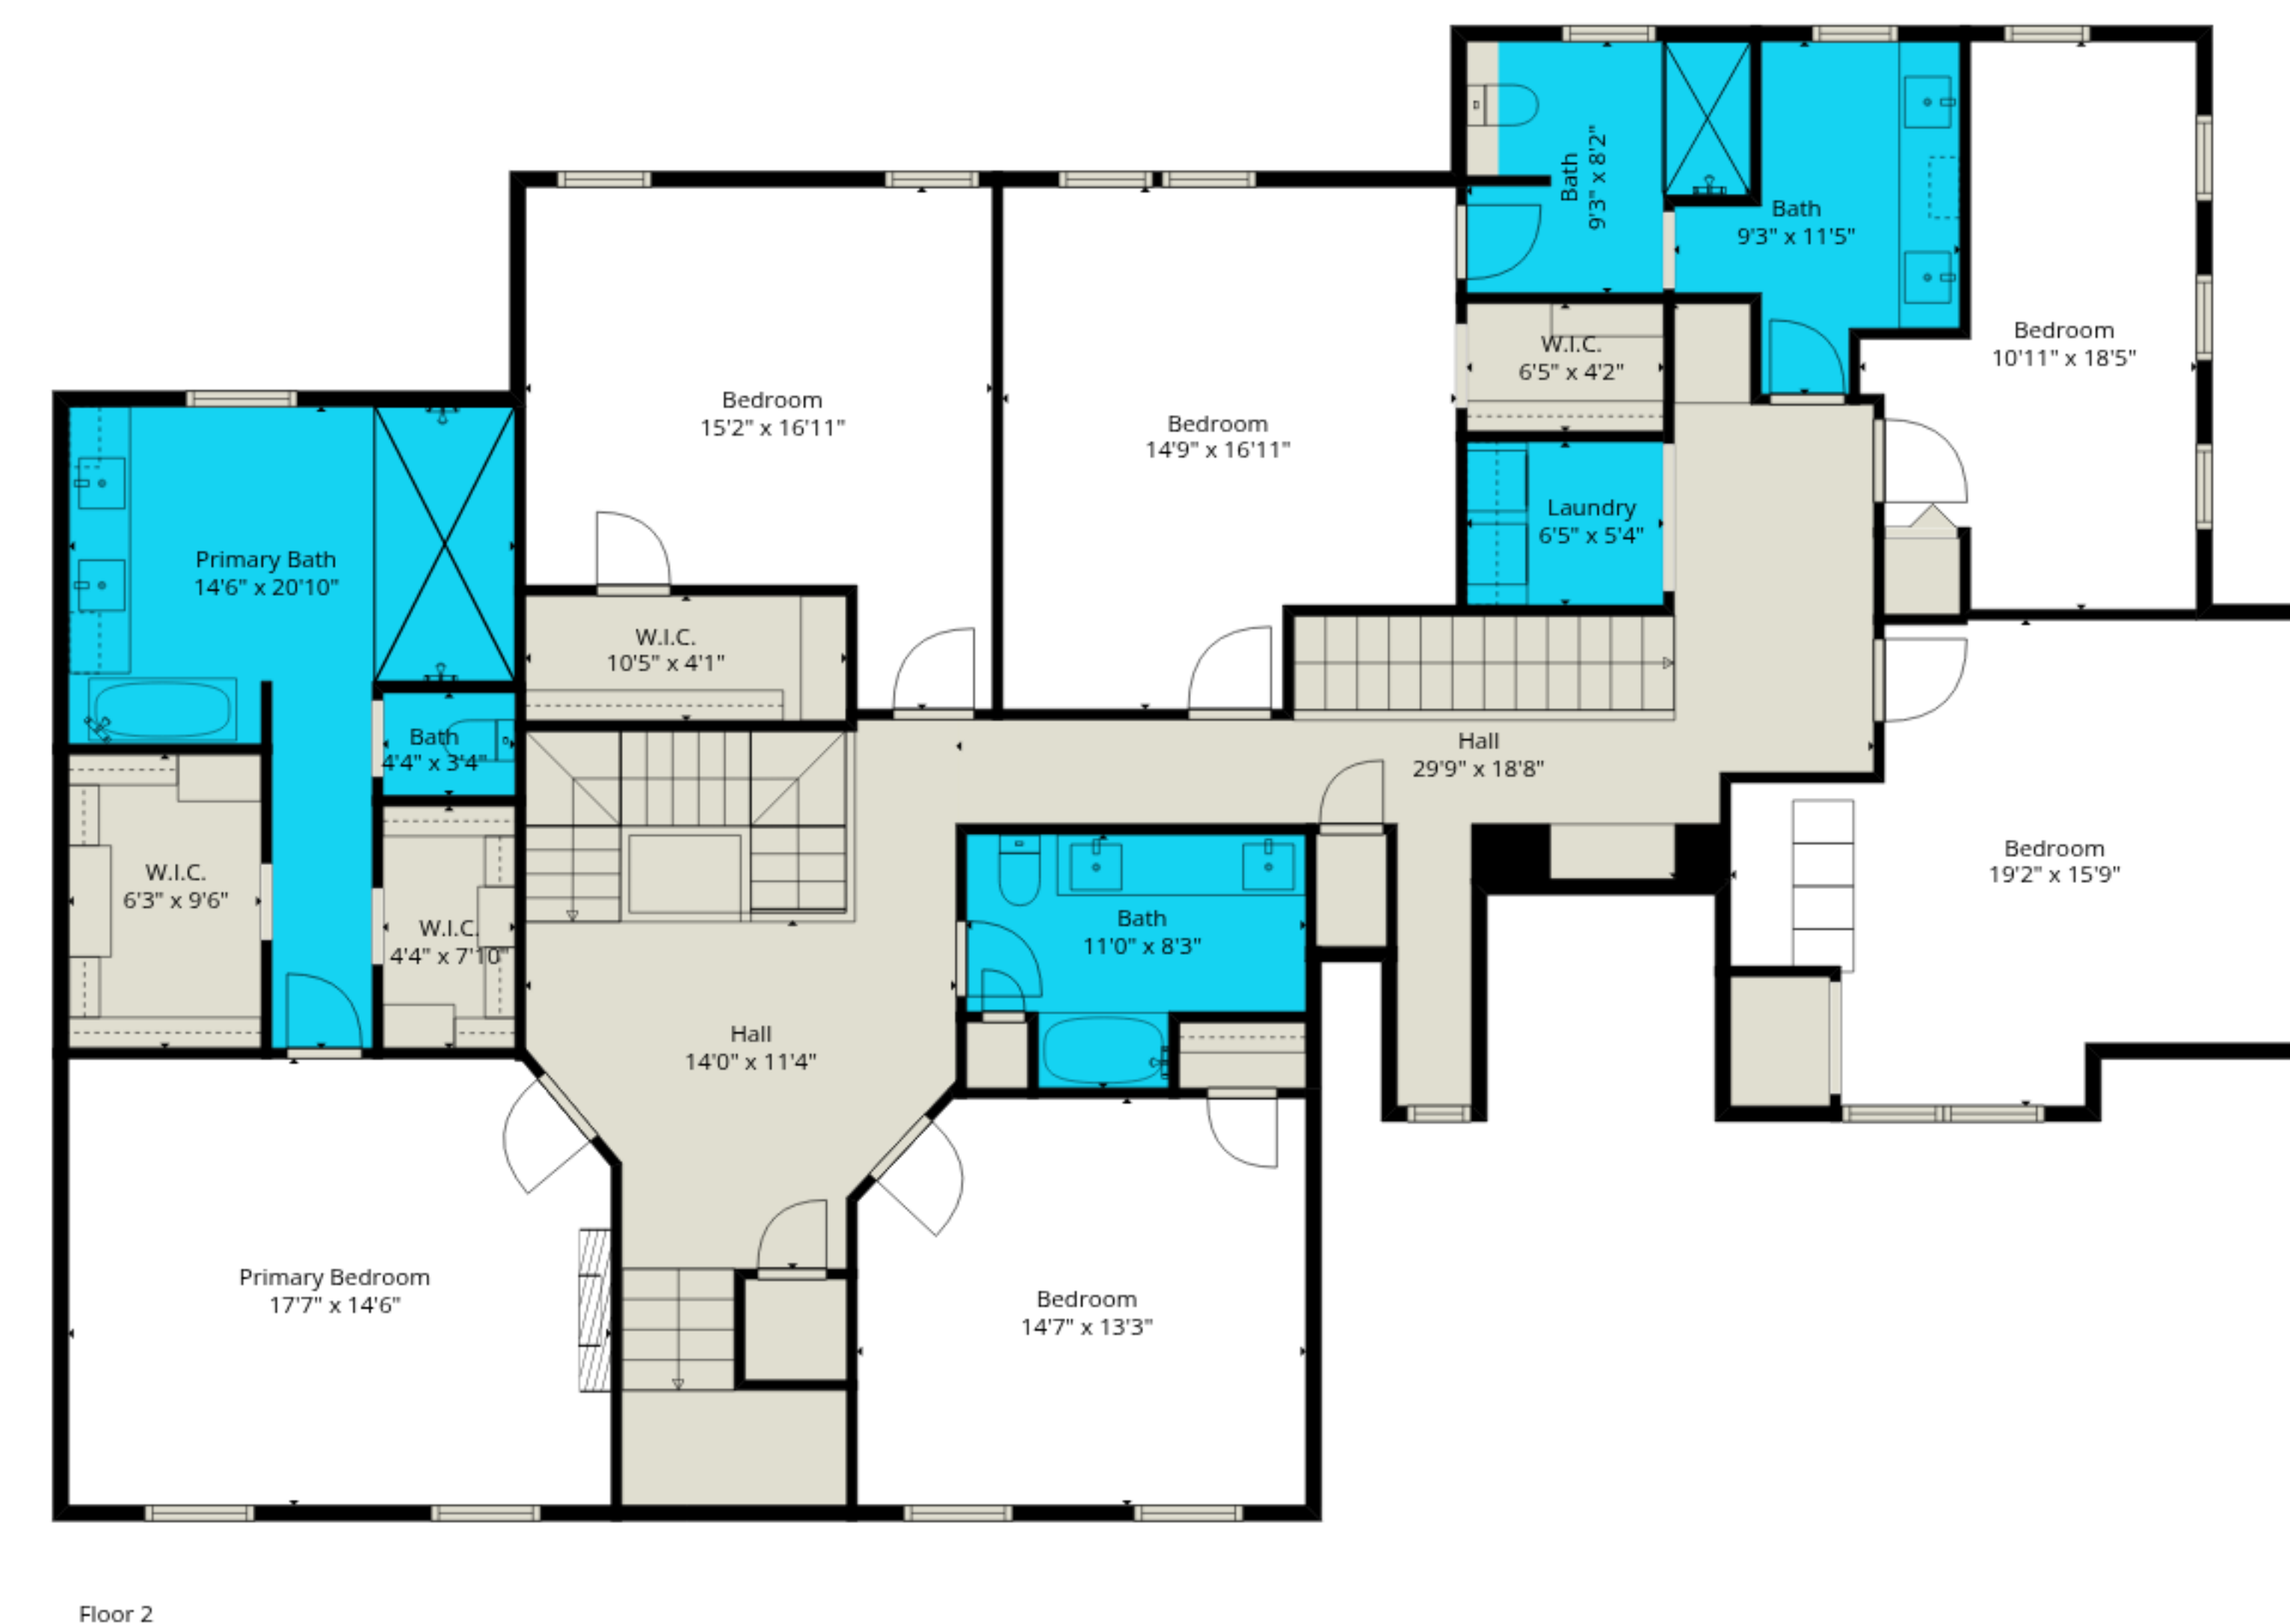 Bath
9'3" x 8'2"
Bath
9'3" x 11'5"
Bedroom
10'11" x 18'5"
W.I.C.
6'5" x 4'2"
Bedroom
15'2" x 16'11"
Bedroom
14'9" x 16'11"
Laundry
6'5" x 5'4"
Primary Bath
14'6" x 20'10"
W.I.C.
10'5" x 4'1"
Bath
4'4" x 3'4"
Hall
29'9" x 18'8"
W.I.C.
6'3" x 9'6"
Bedroom
19'2" x 15'9"
W.I.C.
4'4" x 7'10"
Bath
11'0" x 8'3"
Hall
14'0" x 11'4"
Primary Bedroom
17'7" x 14'6"
Bedroom
14'7" x 13'3"
Floor 2